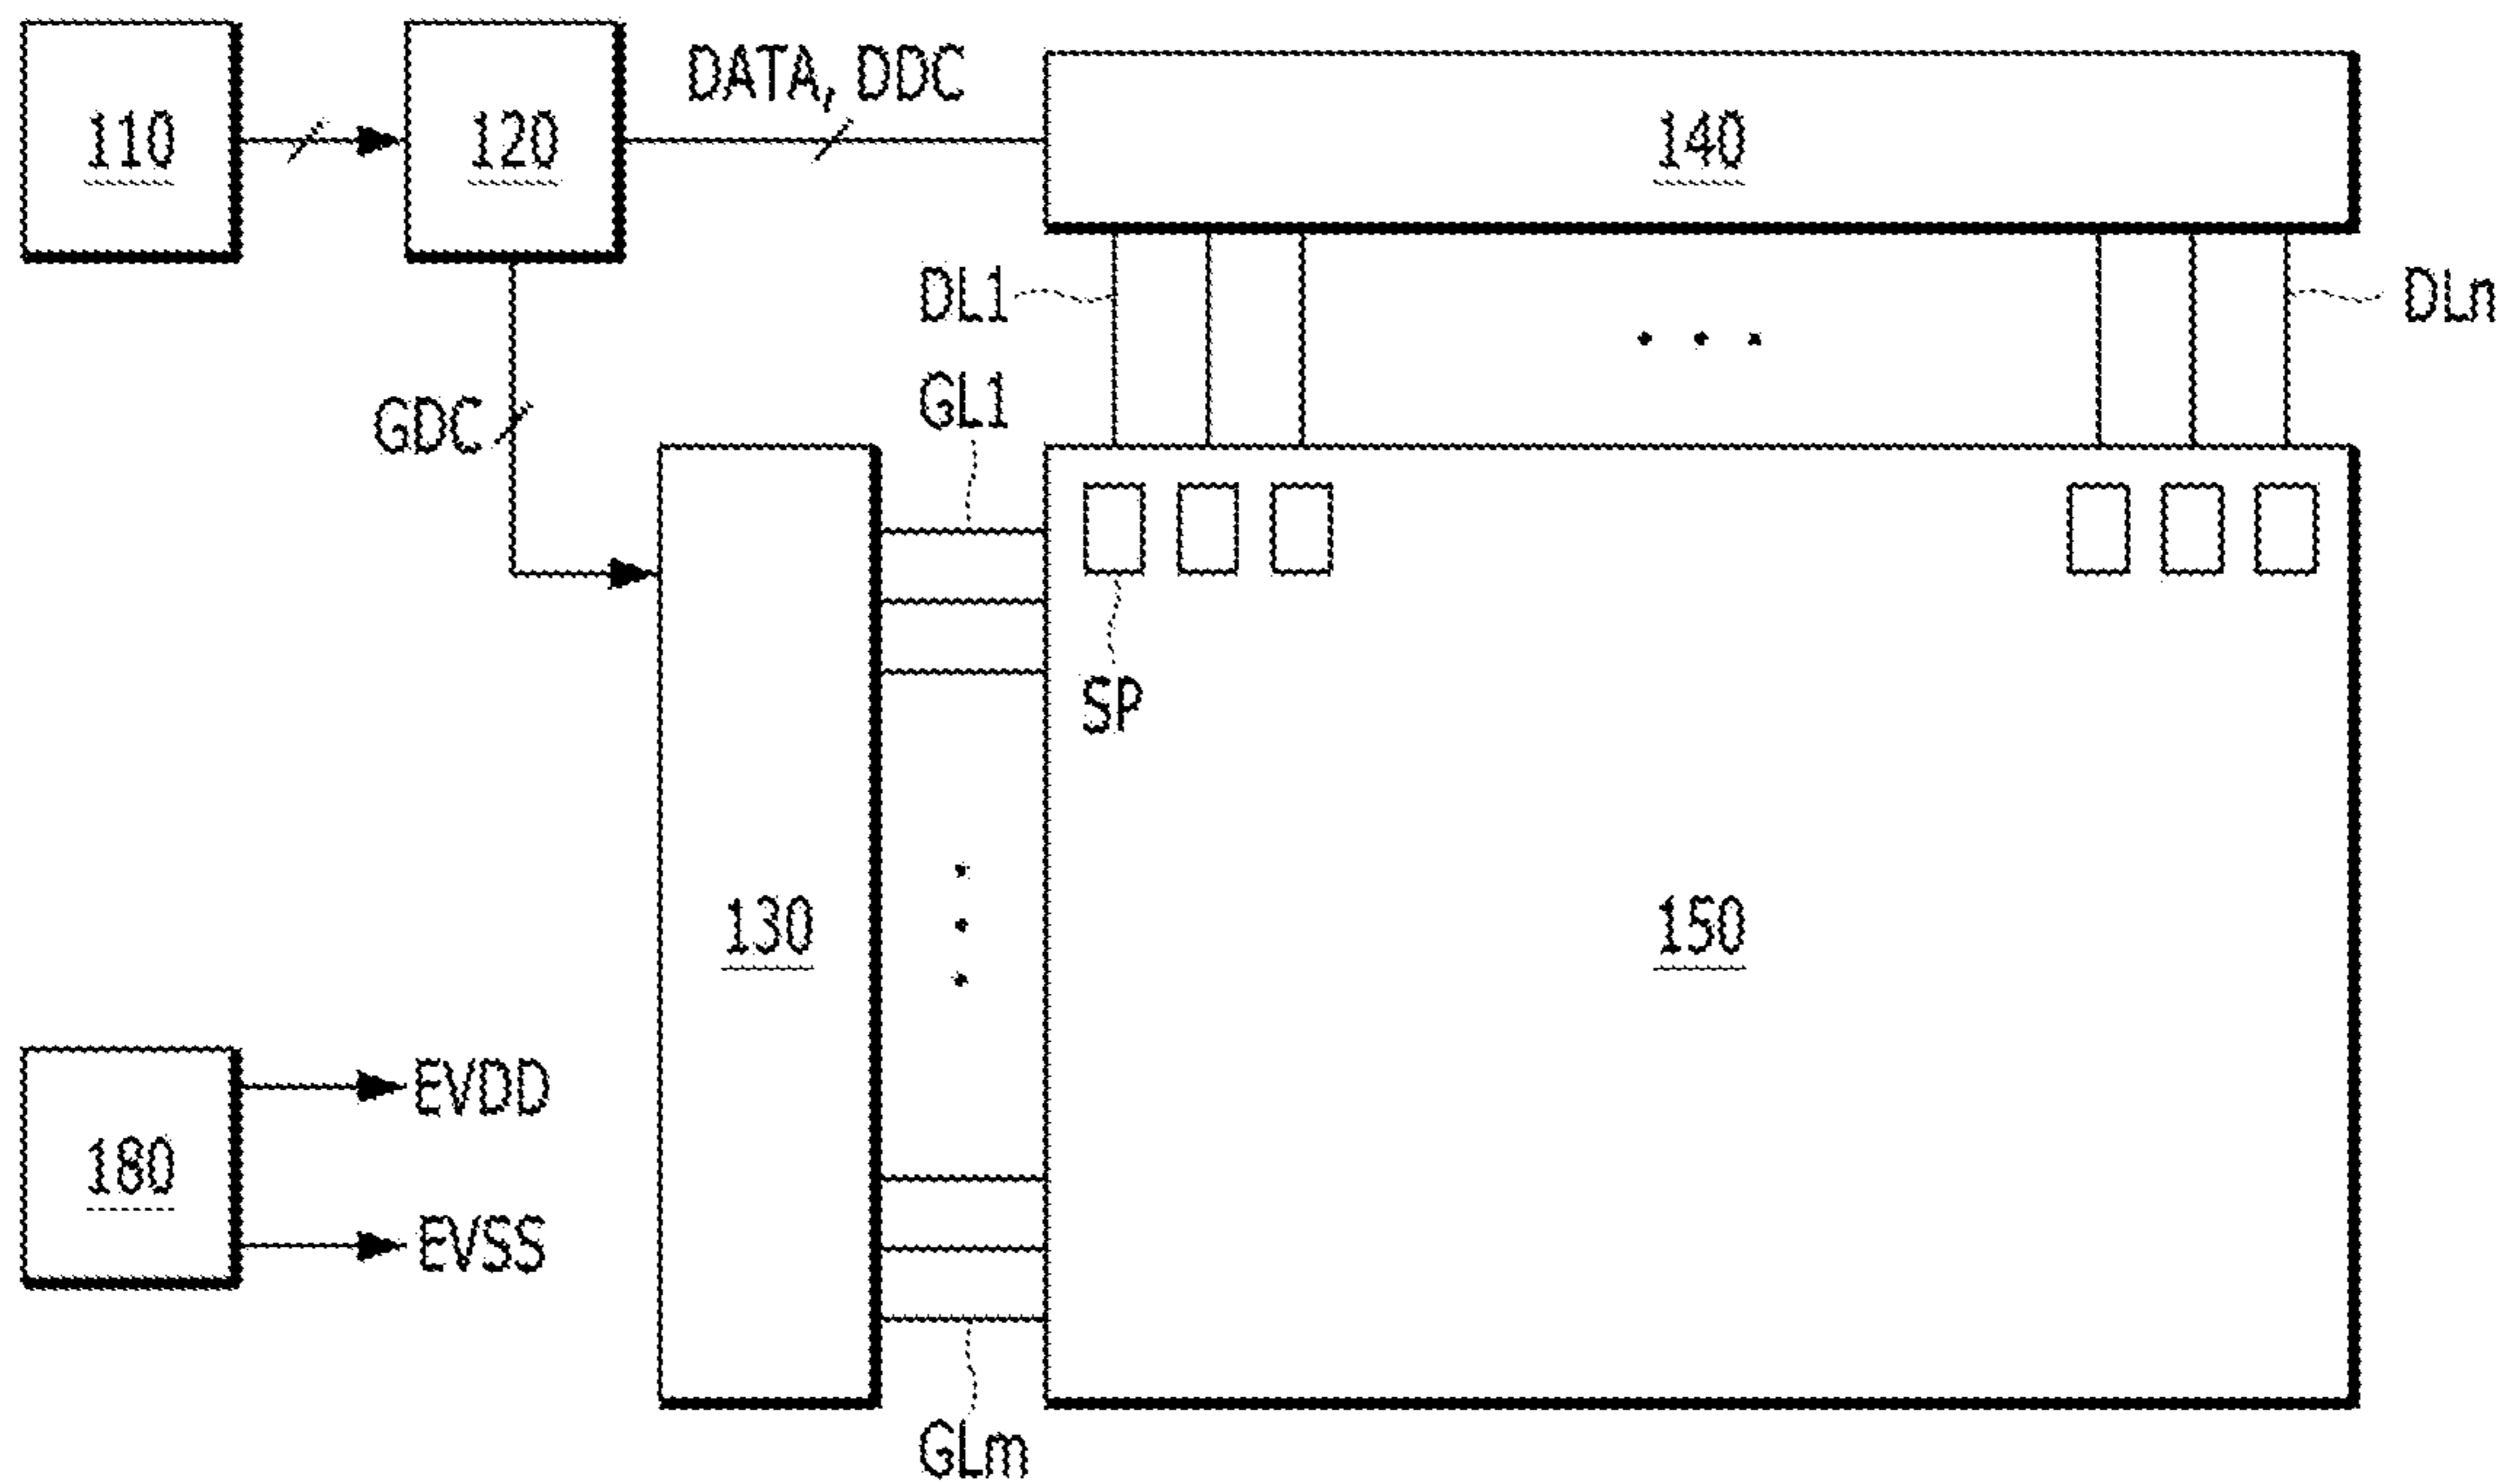 110
120
DATA, DDC
140
DL1
DLn
GL1
GDC
SP
130
150
EVDD
180
EVSS
GLm